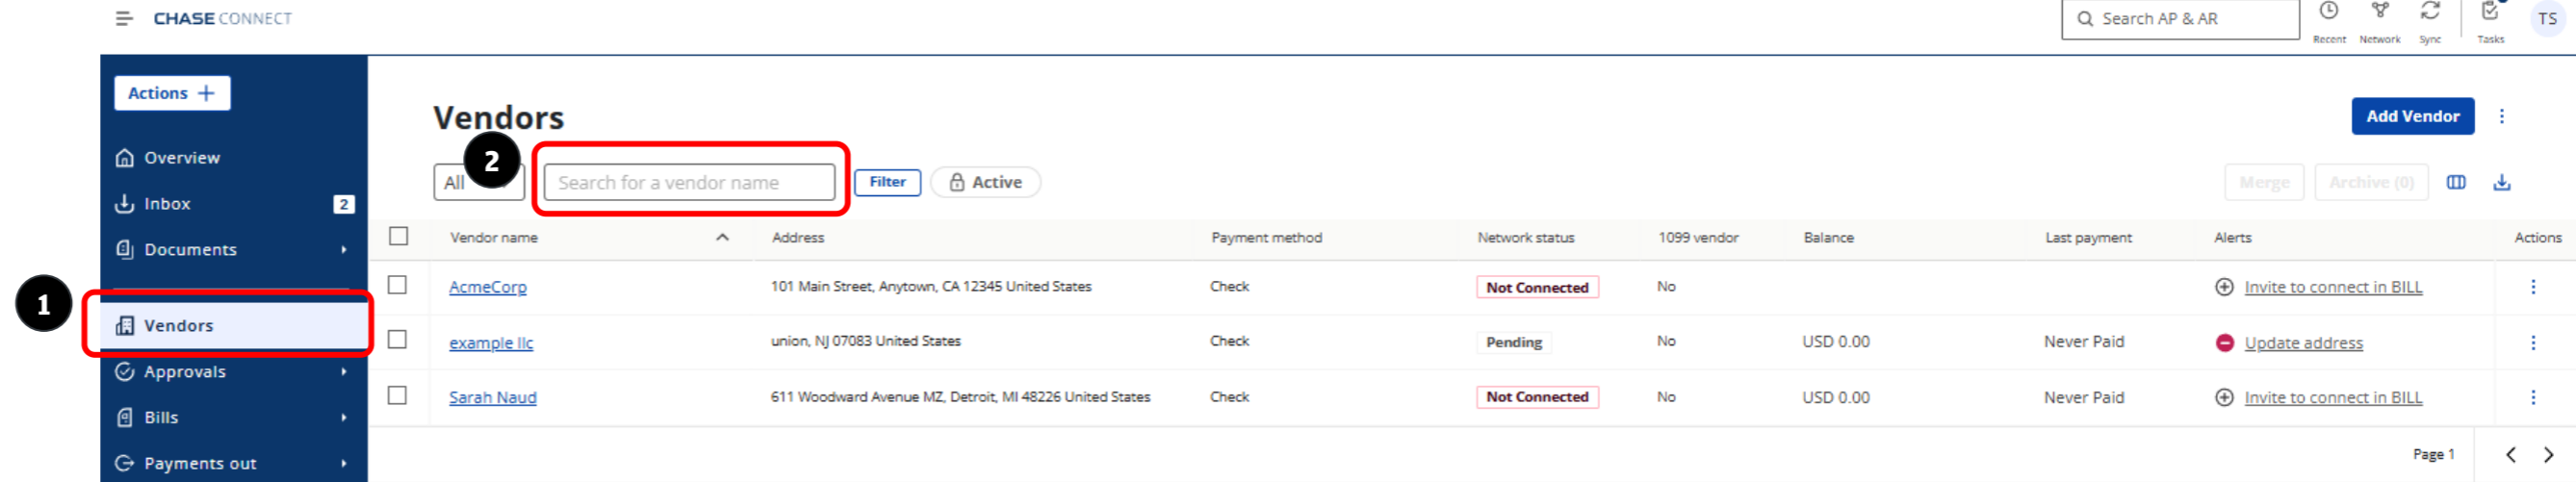 CHASE CONNECT
Search AP & AR
Recent Network Sync Tasks
TS
Actions +
Overview
Inbox 2
Documents
1
Vendors
Approvals
Bills
Payments out
Vendors
Add Vendor
2
All
Search for a vendor name
Filter
Active
Merge
Archive (0)
Vendor name Address Payment method Network status 1099 vendor Balance Last payment Alerts Actions
AcmeCorp 101 Main Street, Anytown, CA 12345 United States Check Not Connected No Invite to connect in BILL
example llc union, NJ 07083 United States Check Pending No USD 0.00 Never Paid Update address
Sarah Naud 611 Woodward Avenue MZ, Detroit, MI 48226 United States Check Not Connected No USD 0.00 Never Paid Invite to connect in BILL
Page 1